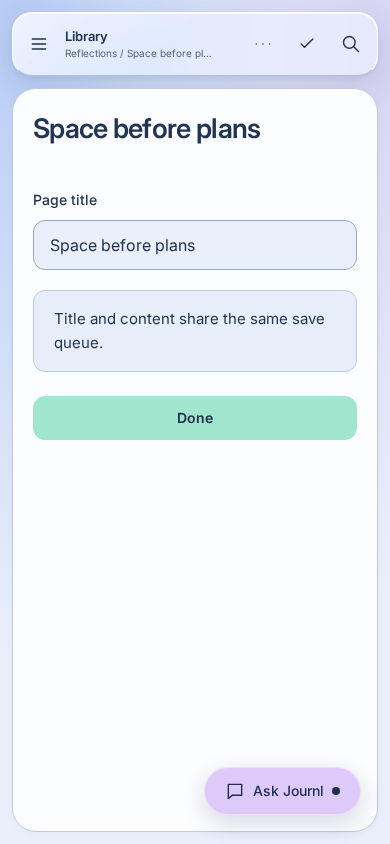 Library
Reflections / Space before pl...
Space before plans
Page title
Space before plans
Title and content share the same save
queue.
Done
Ask Journl